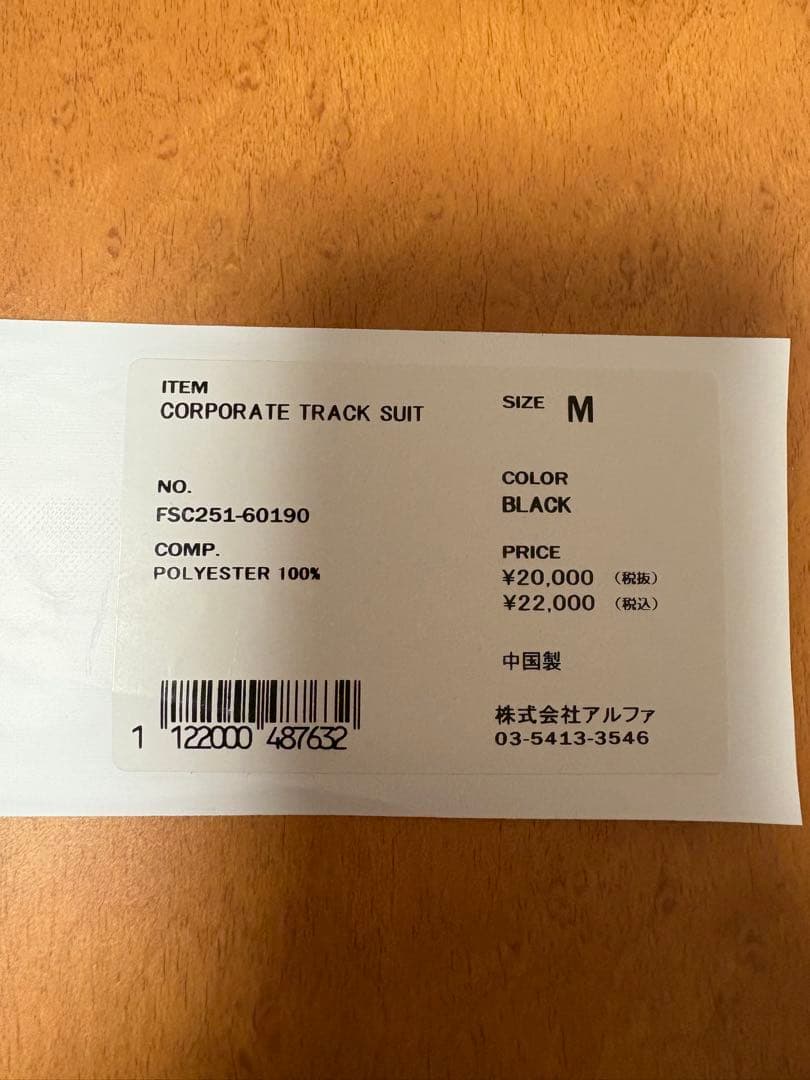 ITEM
CORPORATE TRACK SUIT
SIZE M
NO.
FSC251-60190
COLOR
BLACK
COMP.
POLYESTER 100%
PRICE
¥20,000 (税抜)
¥22,000 (税込)
中国製
1 122000 487632
株式会社アルファ
03-5413-3546